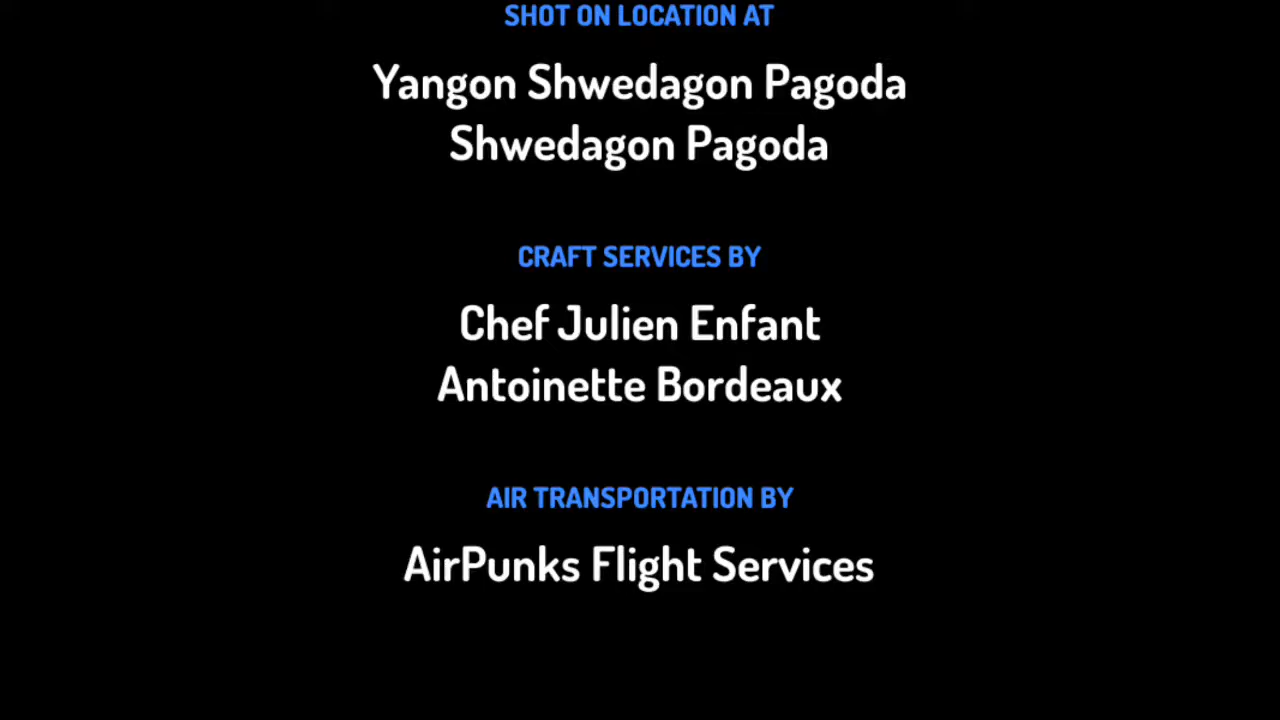 SHOT ON LOCATION AT
Yangon Shwedagon Pagoda
Shwedagon Pagoda
CRAFT SERVICES BY
Chef Julien Enfant
Antoinette Bordeaux
AIR TRANSPORTATION BY
AirPunks Flight Services